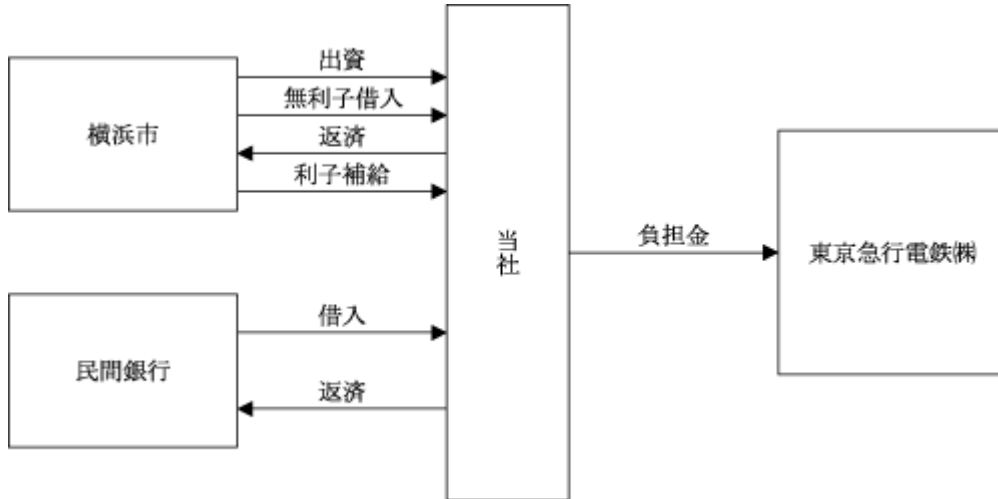 横浜市
出資
無利子借入
返済
利子補給
民間銀行
借入
返済
当社
負担金
東京急行電鉄㈱